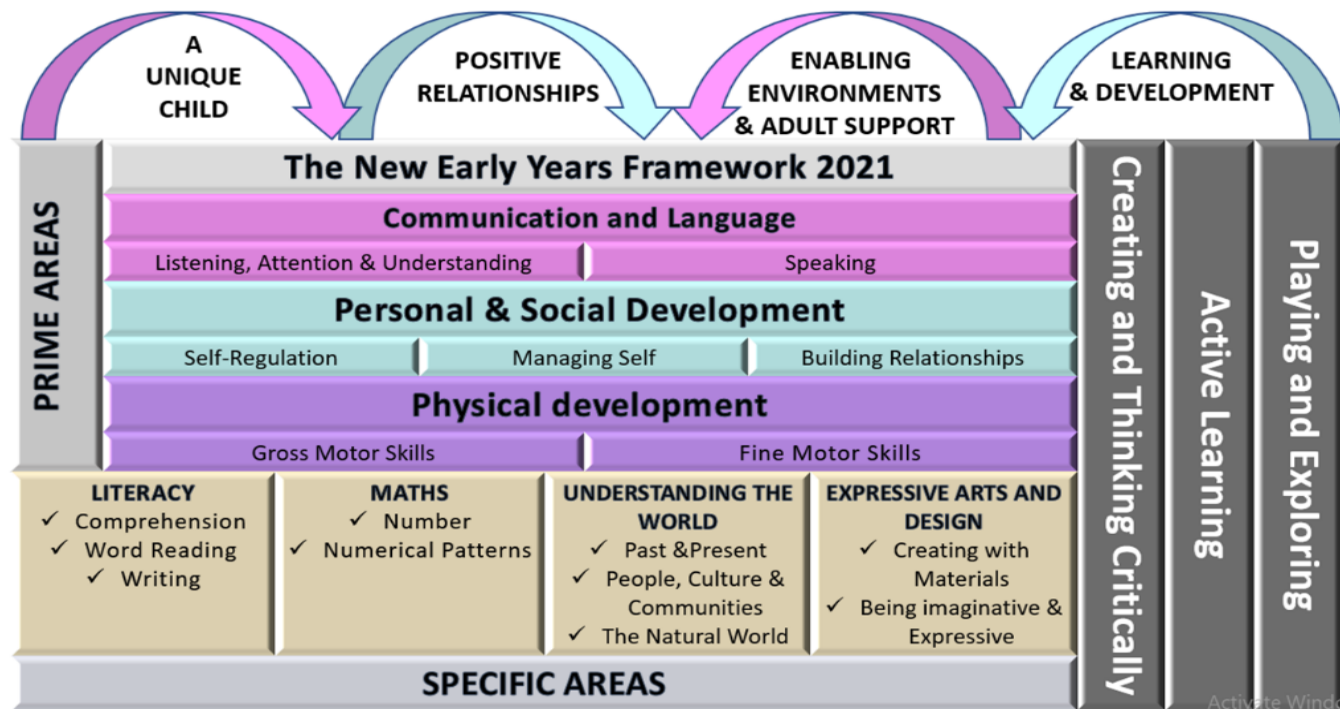 A
UNIQUE
CHILD
POSITIVE
RELATIONSHIPS
ENABLING
ENVIRONMENTS
& ADULT SUPPORT
LEARNING
& DEVELOPMENT
PRIME AREAS
The New Early Years Framework 2021
Communication and Language
Listening, Attention & Understanding
Speaking
Personal & Social Development
Self-Regulation
Managing Self
Building Relationships
Physical development
Gross Motor Skills
Fine Motor Skills
LITERACY
✓ Comprehension
✓ Word Reading
✓ Writing
MATHS
✓ Number
✓ Numerical Patterns
UNDERSTANDING THE
WORLD
✓ Past &Present
✓ People, Culture &
Communities
✓ The Natural World
EXPRESSIVE ARTS AND
DESIGN
✓ Creating with
Materials
✓ Being imaginative &
Expressive
SPECIFIC AREAS
Creating and Thinking Critically
Active Learning
Playing and Exploring
Activate